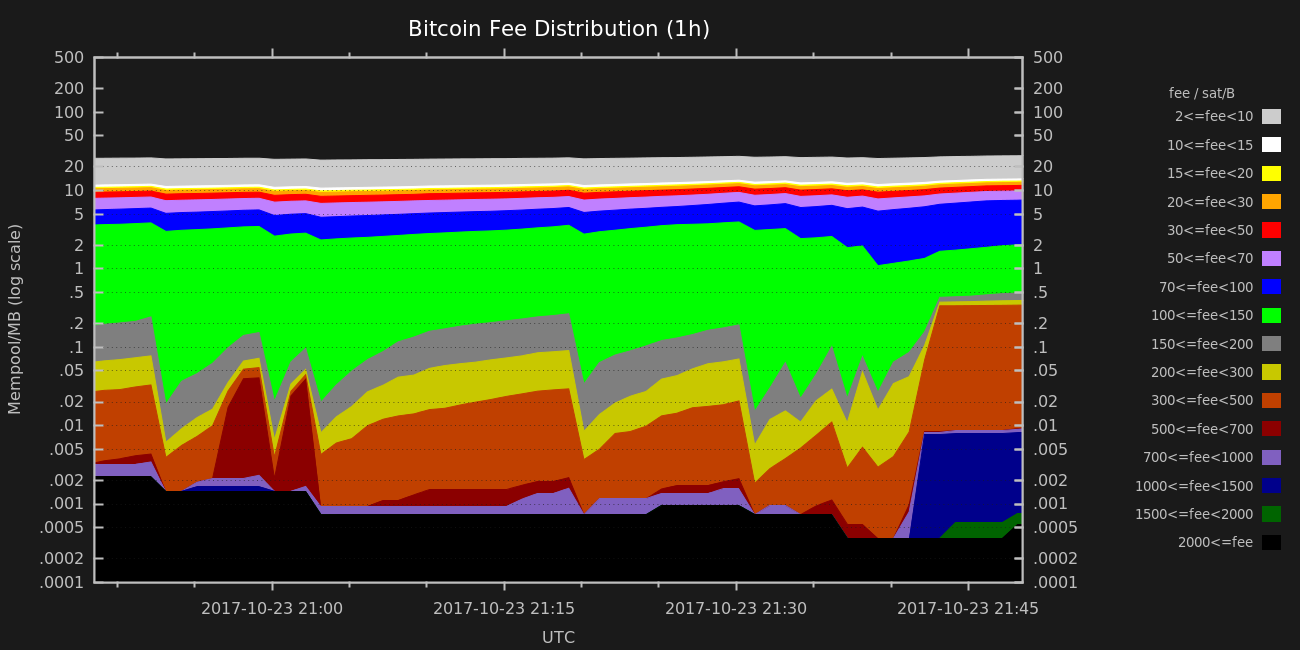 Bitcoin Fee Distribution (1h)
500 500
200 200
100 100
50 50
20 20
10 10
5 5
2 2
1 1
.5 .5
.2 .2
.1 .1
.05 .05
.02 .02
.01 .01
.005 .005
.002 .002
.001 .001
.0005 .0005
.0002 .0002
.0001 .0001
Mempool/MB (log scale)
2017-10-23 21:00 2017-10-23 21:15 2017-10-23 21:30 2017-10-23 21:45
UTC
fee / sat/B
2<=fee<10
10<=fee<15
15<=fee<20
20<=fee<30
30<=fee<50
50<=fee<70
70<=fee<100
100<=fee<150
150<=fee<200
200<=fee<300
300<=fee<500
500<=fee<700
700<=fee<1000
1000<=fee<1500
1500<=fee<2000
2000<=fee